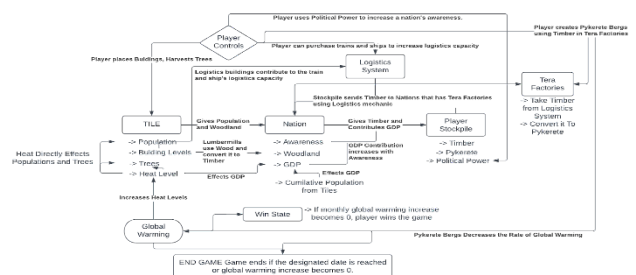 Player uses Political Power to increase a nation's awareness.
Player
Controls
Player creates Pykerete Bergs
using Timber in Tera Factories
Player can purchase trains and ships to increase logistics capacity
Player places Buildings, Harvests Trees
Logistics
System
Logistics buildings contribute to the train
and ship's logistics capacity
Tera
Factories
Stockpile sends Timber to Nations that has Tera Factories
using Logistics mechanic
-> Take Timber
from Logistics
System
-> Convert it To
Pykerete
TILE
Gives Population
and Woodland
Nation
Gives Timber and
Contributes GDP
Player
Stockpile
-> Population
-> Building Levels
-> Trees
-> Heat Level
Lumbermills
use Wood and
convert it to
Timber
-> Awareness
-> Woodland
-> GDP
-> Cumilative Population
from Tiles
GDP Contribution
increases with
Awareness
-> Timber
-> Pykerete
-> Political Power
Heat Directly Effects
Populations and Trees
Effects GDP
Effects GDP
Increases Heat Levels
Global
Warming
Win State
-> If monthly global warming increase
becomes 0, player wins the game
Pykerete Bergs Decreases the Rate of Global Warming
END GAME Game ends if the designated date is reached
or global warming increase becomes 0.